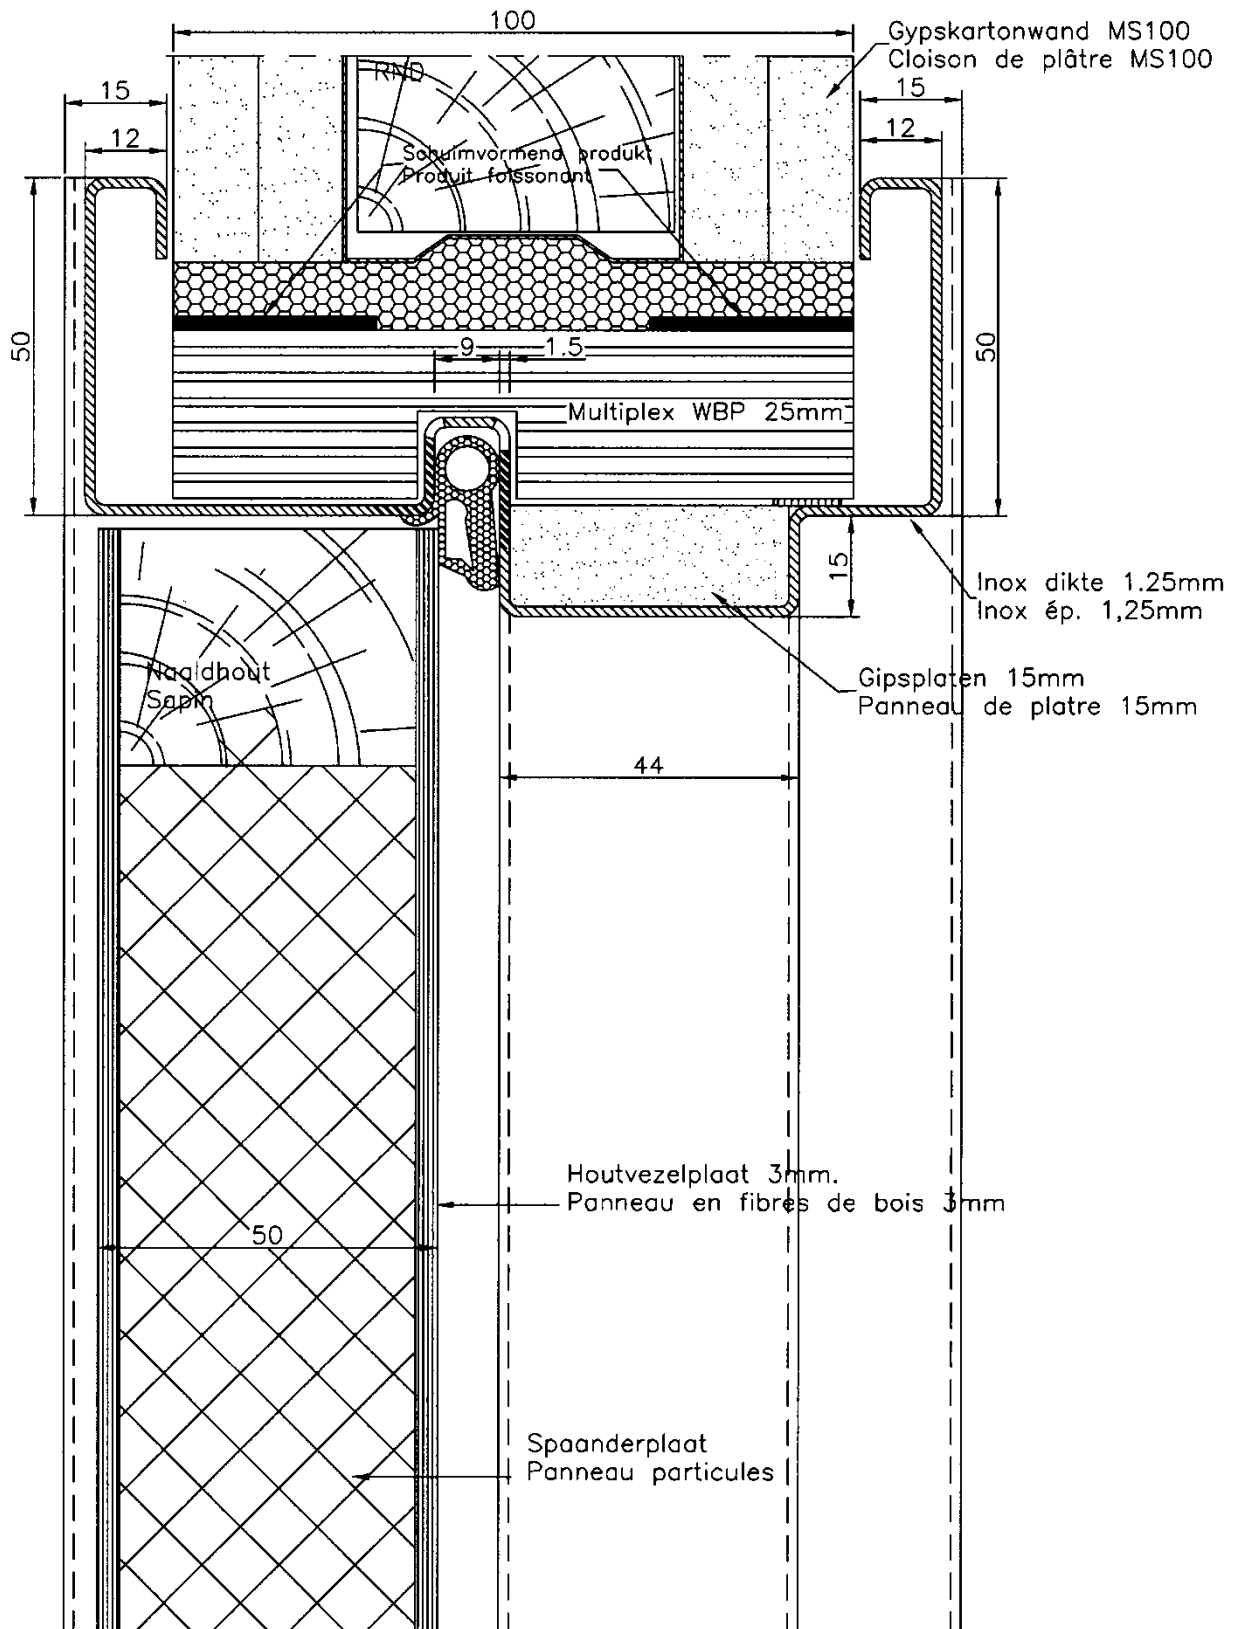 100
Gypskartonwand MS100
Cloison de plâtre MS100
RND
15
15
12
12
Schuimvormend produkt
Produit foissonant
50
50
9
1.5
Multiplex WBP 25mm
15
Inox dikte 1.25mm
Inox ép. 1,25mm
Naaldhout
Sapin
Gipsplaten 15mm
Panneau de platre 15mm
44
Houtvezelplaat 3mm.
Panneau en fibres de bois 3mm
50
Spaanderplaat
Panneau particules